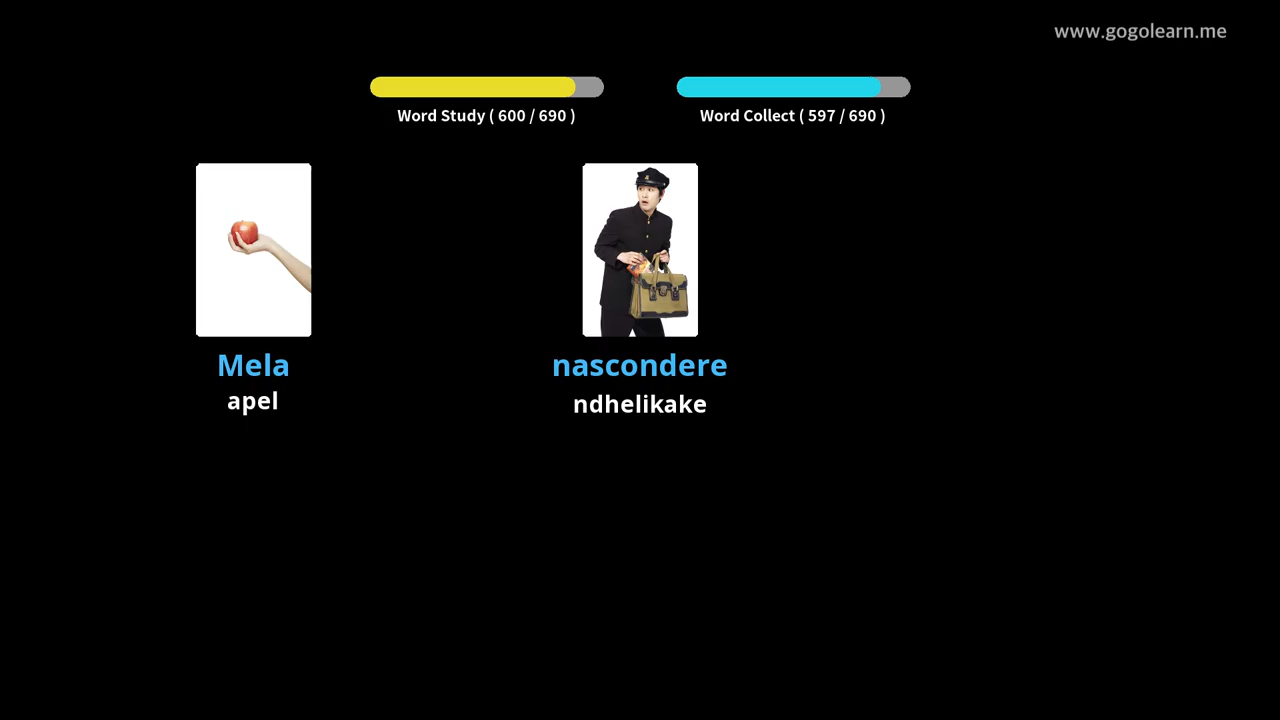 www.gogolearn.me
Word Study ( 600 / 690 )
Word Collect ( 597 / 690 )
Mela
apel
nascondere
ndhelikake